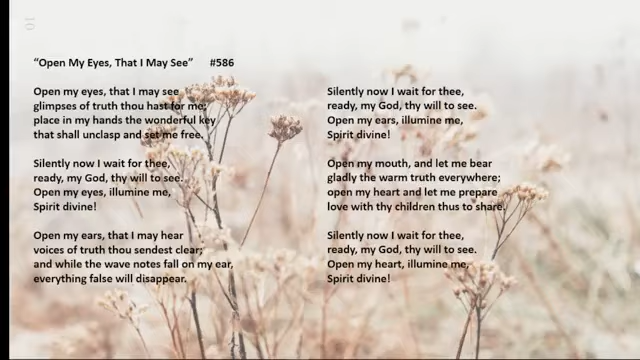 “Open My Eyes, That I May See” #586
Open my eyes, that I may see
glimpses of truth thou hast for me;
place in my hands the wonderful key
that shall unclasp and set me free.
Silently now I wait for thee,
ready, my God, thy will to see.
Open my eyes, illumine me,
Spirit divine!
Open my ears, that I may hear
voices of truth thou sendest clear;
and while the wave notes fall on my ear,
everything false will disappear.
Silently now I wait for thee,
ready, my God, thy will to see.
Open my ears, illumine me,
Spirit divine!
Open my mouth, and let me bear
gladly the warm truth everywhere;
open my heart and let me prepare
love with thy children thus to share.
Silently now I wait for thee,
ready, my God, thy will to see.
Open my heart, illumine me,
Spirit divine!